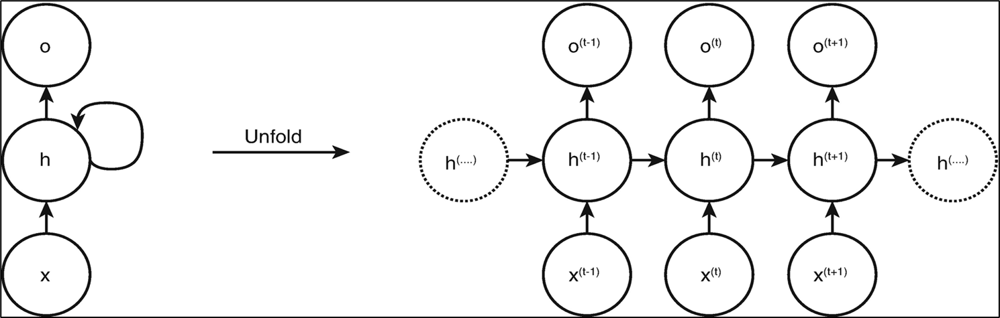 o o(t-1) o(t) o(t+1)
Unfold
h h(....) h(t-1) h(t) h(t+1) h(....)
x x(t-1) x(t) x(t+1)